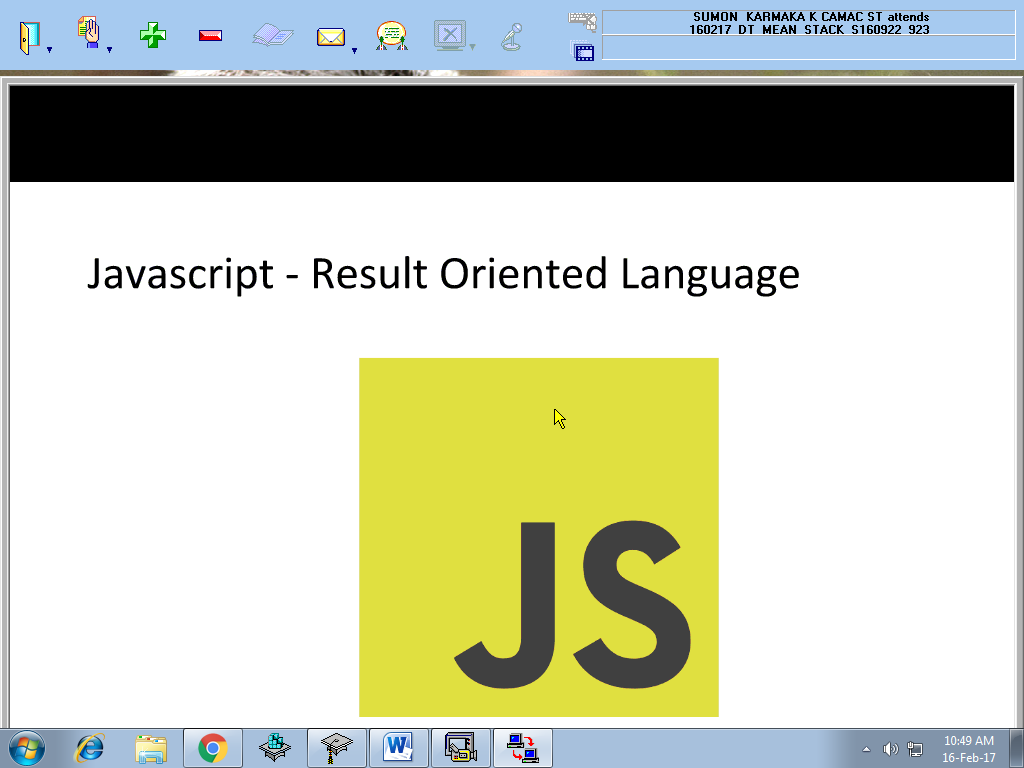 SUMON KARMAKA K CAMAC ST attends
160217 DT MEAN STACK S160922 923
Javascript - Result Oriented Language
JS
10:49 AM
16-Feb-17